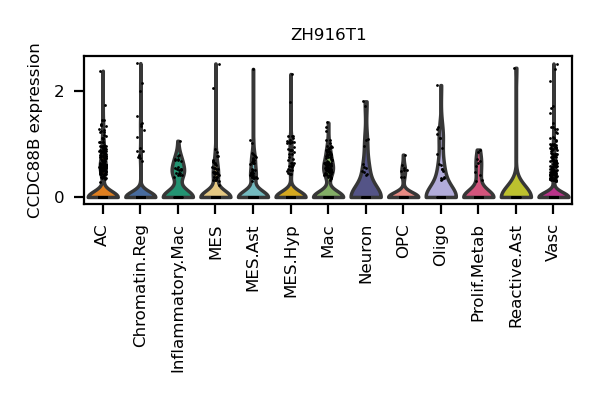 ZH916T1
CCDC88B expression
2
0
AC
Chromatin.Reg
Inflammatory.Mac
MES
MES.Ast
MES.Hyp
Mac
Neuron
OPC
Oligo
Prolif.Metab
Reactive.Ast
Vasc